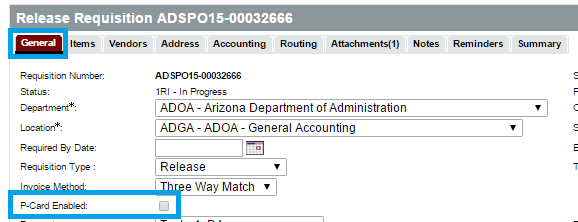 Release Requisition ADSPO15-00032666
General Items Vendors Address Accounting Routing Attachments(1) Notes Reminders Summary
Requisition Number: ADSPO15-00032666
Status: 1RI - In Progress
Department*: ADOA - Arizona Department of Administration
Location*: ADGA - ADOA - General Accounting
Required By Date:
Requisition Type : Release
Invoice Method: Three Way Match
P-Card Enabled: